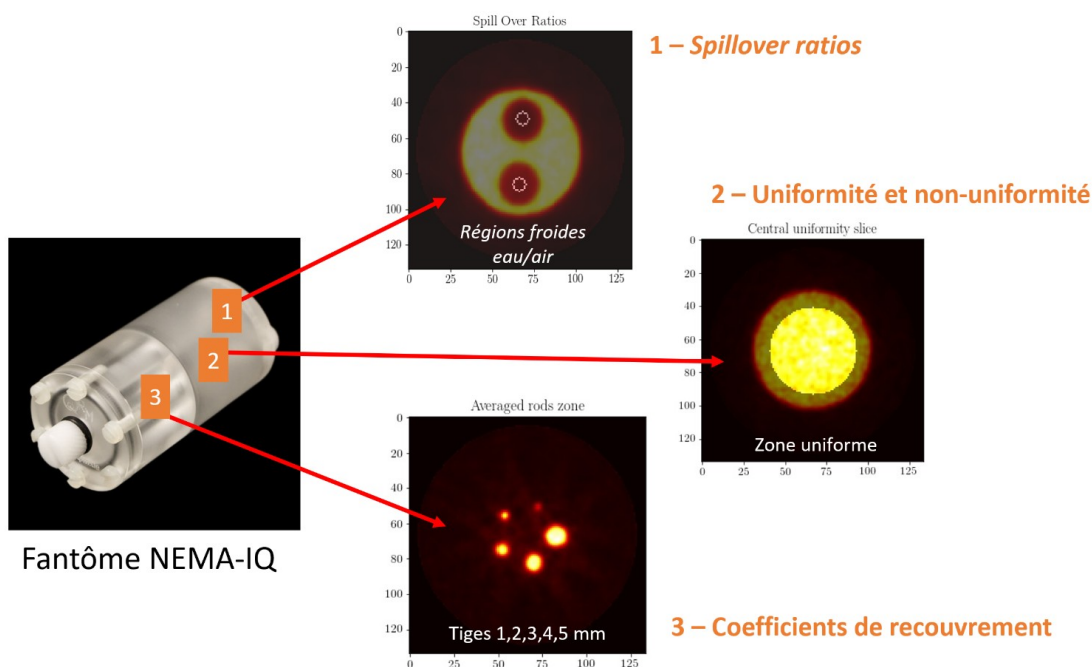 Spill Over Ratios
1 – Spillover ratios
0
20
40
60
80
100
120
Régions froides
eau/air
0 25 50 75 100 125
2 – Uniformité et non-uniformité
Central uniformity slice
0
20
40
60
80
100
120
Zone uniforme
0 25 50 75 100 125
1
2
3
Fantôme NEMA-IQ
Averaged rods zone
0
20
40
60
80
100
120
Tiges 1,2,3,4,5 mm
0 25 50 75 100 125
3 – Coefficients de recouvrement